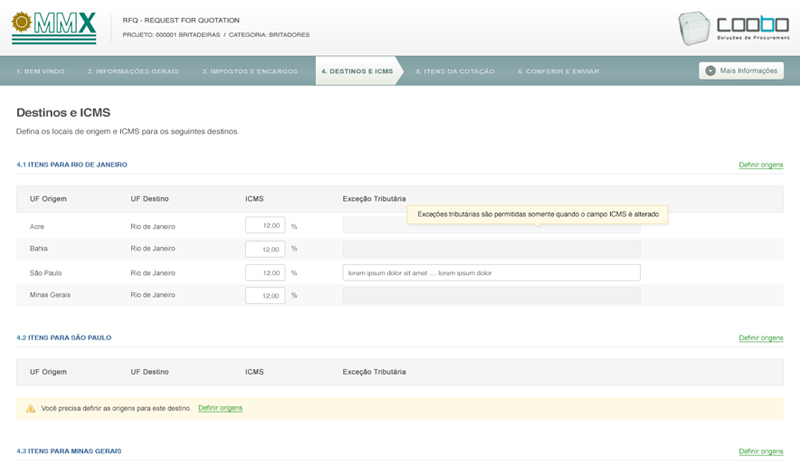 MMX
RFQ - REQUEST FOR QUOTATION
PROJETO: 000001 BRITADEIRAS / CATEGORIA: BRITADORES
coobo
Soluções de Procurement
1. BEM VINDO
2. INFORMAÇÕES GERAIS
3. IMPOSTOS E ENCARGOS
4. DESTINOS E ICMS
5. ITENS DA COTAÇÃO
6. CONFERIR E ENVIAR
Mais Informações
Destinos e ICMS
Defina os locais de origem e ICMS para os seguintes destinos.
4.1 ITENS PARA RIO DE JANEIRO
Definir origens
UF Origem UF Destino ICMS Exceção Tributária
Exceções tributárias são permitidas somente quando o campo ICMS é alterado
Acre Rio de Janeiro 12,00 %
Bahia Rio de Janeiro 12,00 %
São Paulo Rio de Janeiro 12,00 % lorem ipsum dolor sit amet .... lorem ipsum dolor
Minas Gerais Rio de Janeiro 12,00 %
4.2 ITENS PARA SÃO PAULO
Definir origens
UF Origem UF Destino ICMS Exceção Tributária
Você precisa definir as origens para este destino. Definir origens
4.3 ITENS PARA MINAS GERAIS
Definir origens